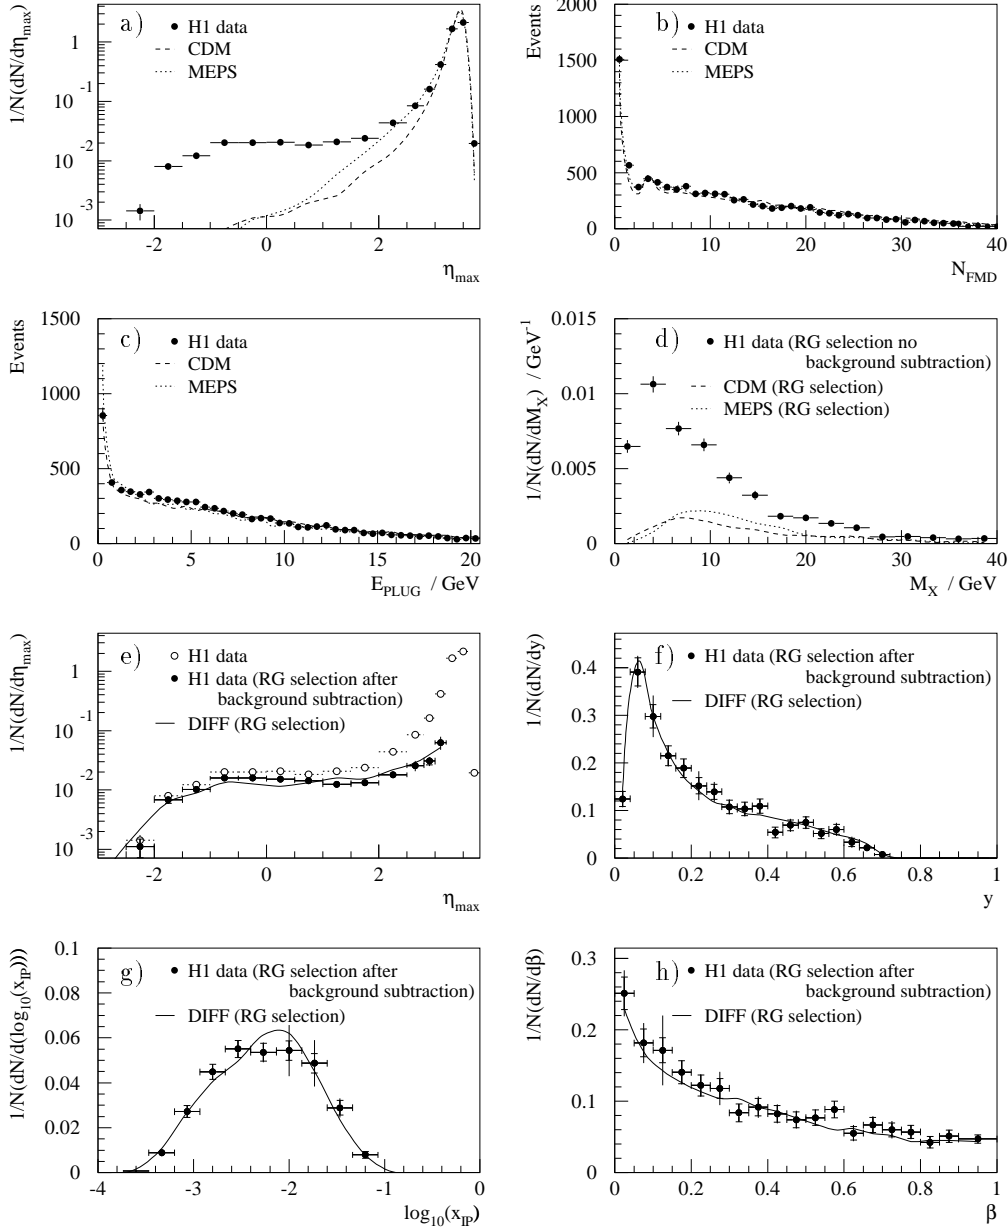 a)
H1 data
CDM
MEPS
1/N(dN/dη_max)
1
10^-1
10^-2
10^-3
-2 0 2
η_max
b)
H1 data
CDM
MEPS
Events
2000
1500
1000
500
0
0 10 20 30 40
N_FMD
c)
H1 data
CDM
MEPS
Events
1500
1000
500
0
0 5 10 15 20
E_PLUG / GeV
d)
H1 data (RG selection no
background subtraction)
CDM (RG selection)
MEPS (RG selection)
1/N(dN/dM_X) / GeV^-1
0.015
0.01
0.005
0
0 10 20 30 40
M_X / GeV
e)
H1 data
H1 data (RG selection after
background subtraction)
DIFF (RG selection)
1/N(dN/dη_max)
1
10^-1
10^-2
10^-3
-2 0 2
η_max
f)
H1 data (RG selection after
background subtraction)
DIFF (RG selection)
1/N(dN/dy)
0.4
0.3
0.2
0.1
0
0 0.2 0.4 0.6 0.8 1
y
g)
H1 data (RG selection after
background subtraction)
DIFF (RG selection)
1/N(dN/d(log_10(x_IP)))
0.1
0.08
0.06
0.04
0.02
0
-4 -3 -2 -1 0
log_10(x_IP)
h)
H1 data (RG selection after
background subtraction)
DIFF (RG selection)
1/N(dN/dβ)
0.3
0.2
0.1
0
0 0.2 0.4 0.6 0.8 1
β